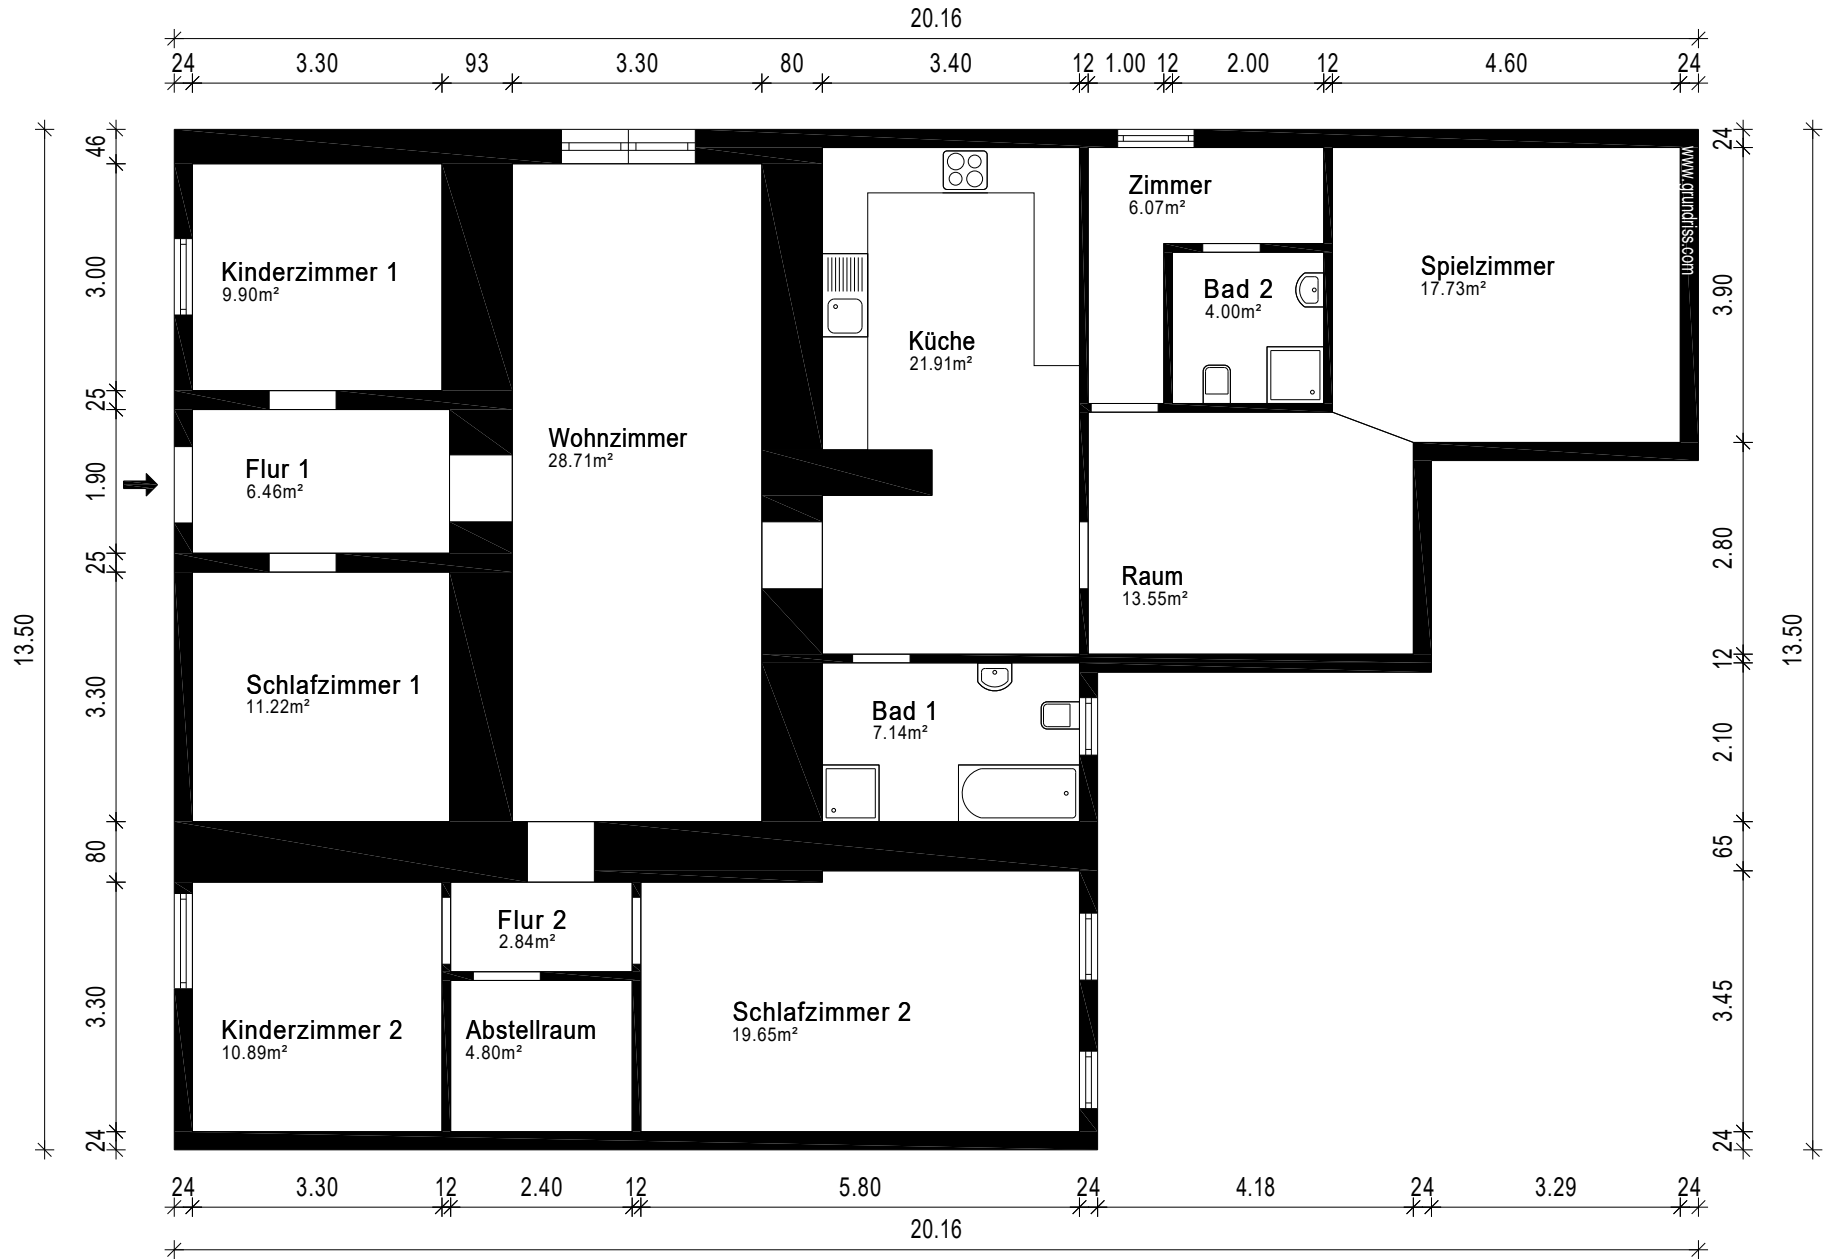 20.16
24 3.30 93 3.30 80 3.40 12 1.00 12 2.00 12 4.60 24
46
3.00
25
1.90
25
3.30
80
3.30
24
13.50
Kinderzimmer 1
9.90m²
Flur 1
6.46m²
Schlafzimmer 1
11.22m²
Wohnzimmer
28.71m²
Küche
21.91m²
Zimmer
6.07m²
Bad 2
4.00m²
Spielzimmer
17.73m²
www.grundriss.com
Raum
13.55m²
Bad 1
7.14m²
Flur 2
2.84m²
Kinderzimmer 2
10.89m²
Abstellraum
4.80m²
Schlafzimmer 2
19.65m²
24
3.90
2.80
12
2.10
65
3.45
24
13.50
24 3.30 12 2.40 12 5.80 24 4.18 24 3.29 24
20.16